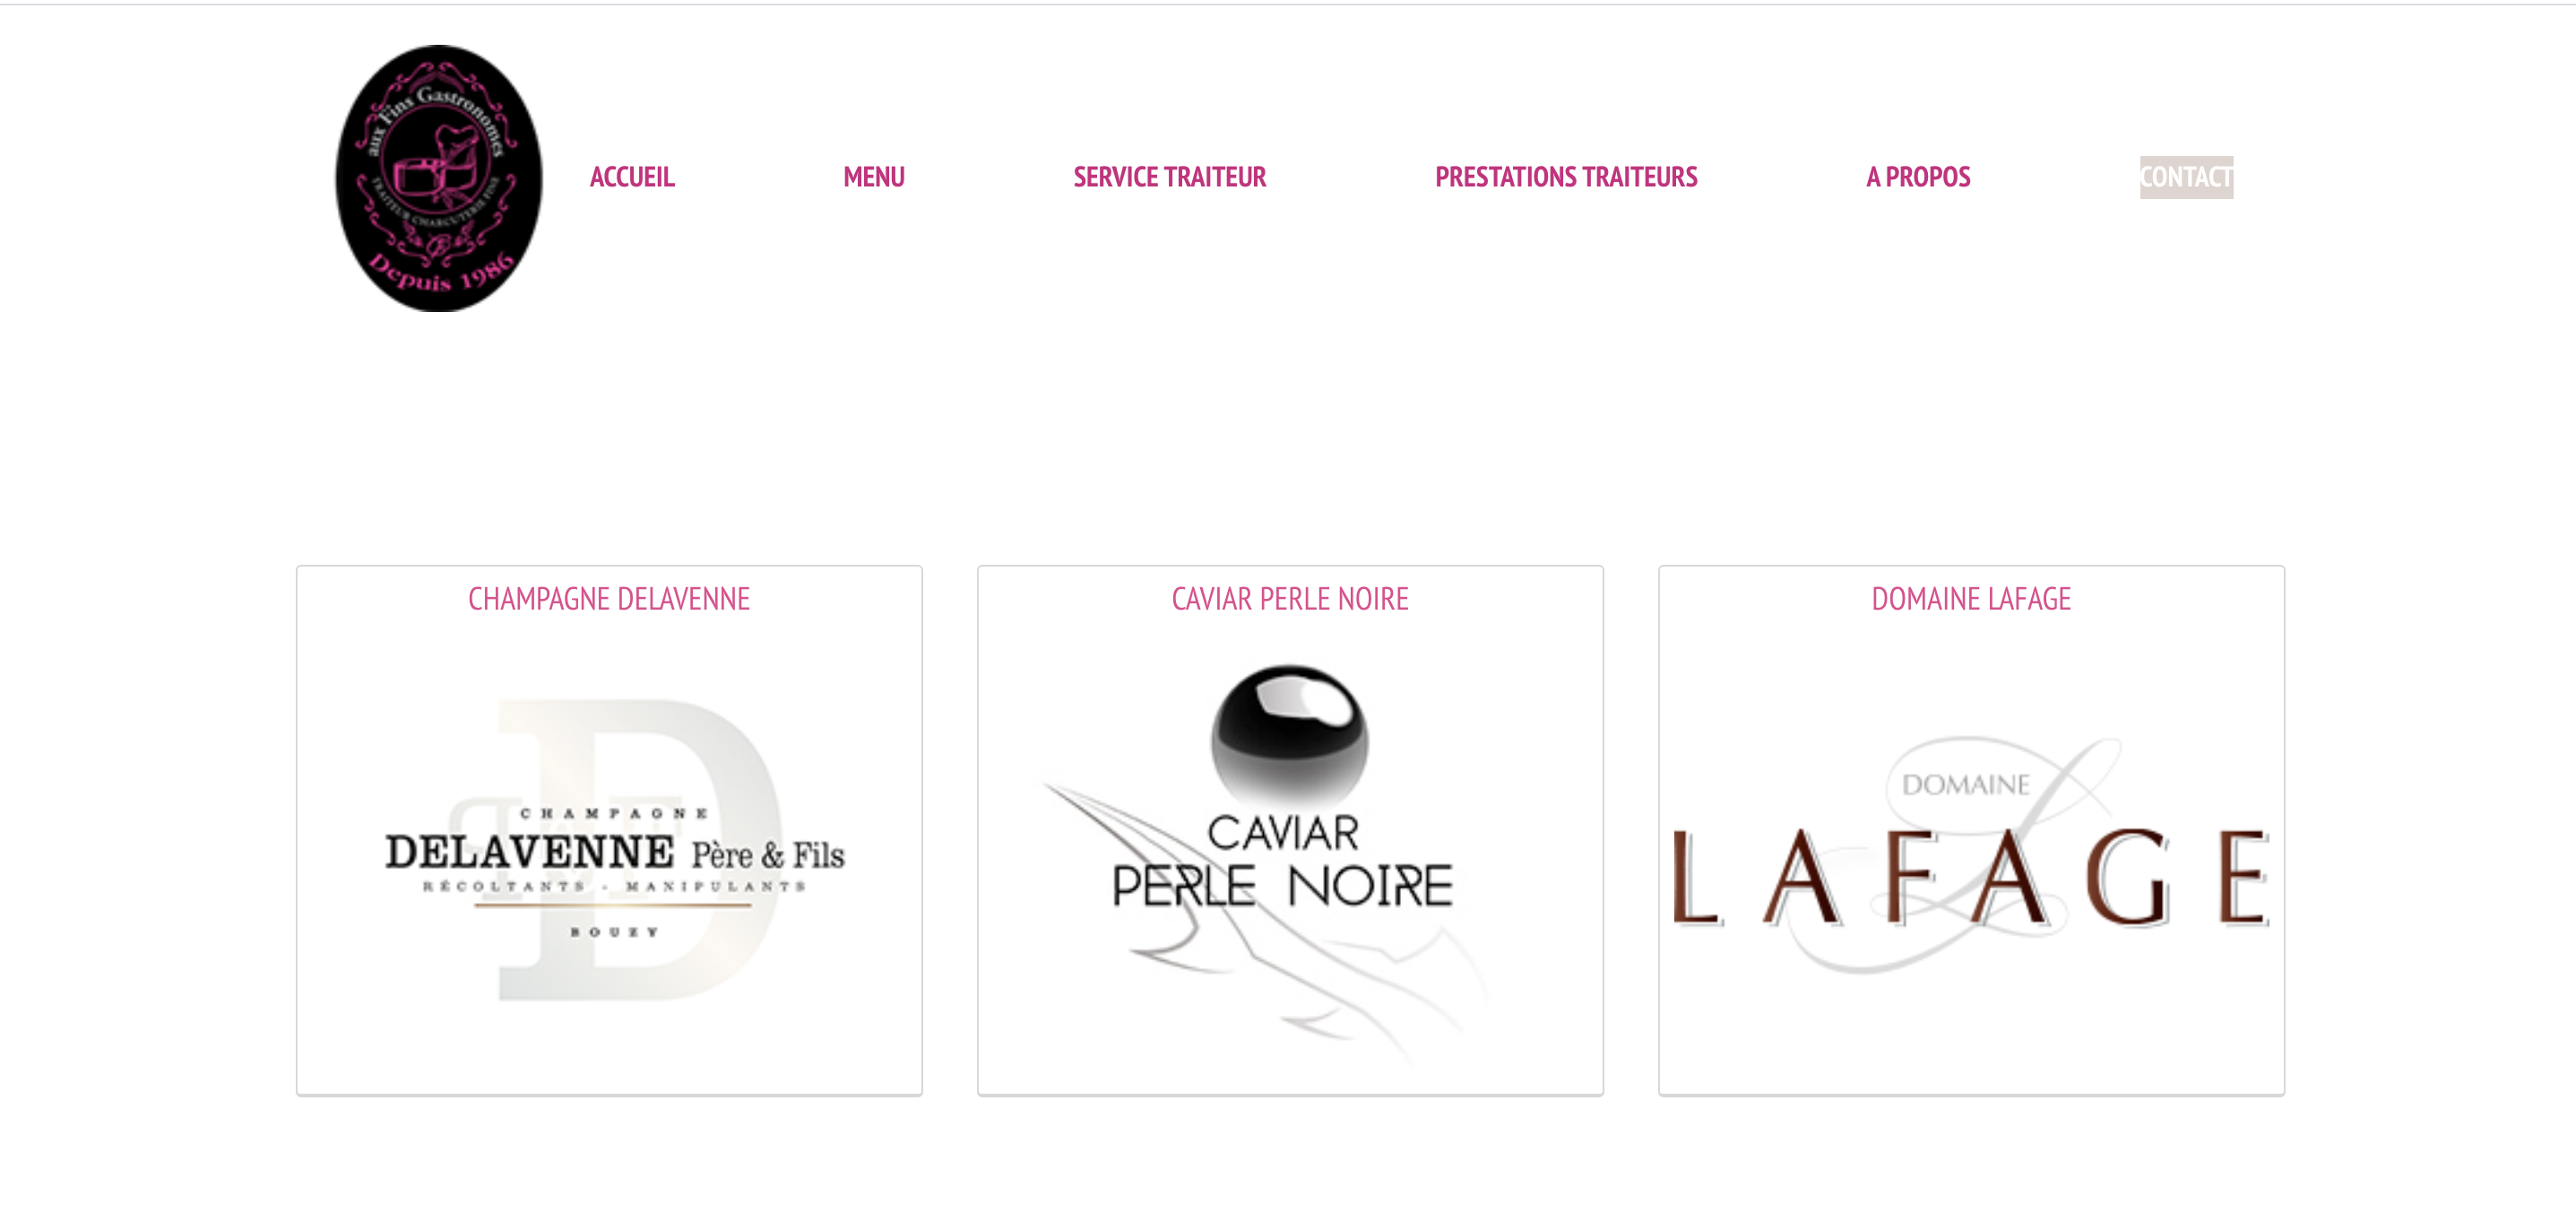 aux Fins Gastronomes
TRAITEUR CHARCUTERIE FINE
Depuis 1986
ACCUEIL
MENU
SERVICE TRAITEUR
PRESTATIONS TRAITEURS
A PROPOS
CONTACT
CHAMPAGNE DELAVENNE
CHAMPAGNE
DELAVENNE Père & Fils
RÉCOLTANTS - MANIPULANTS
BOUZY
CAVIAR PERLE NOIRE
CAVIAR
PERLE NOIRE
DOMAINE LAFAGE
DOMAINE
LAFAGE